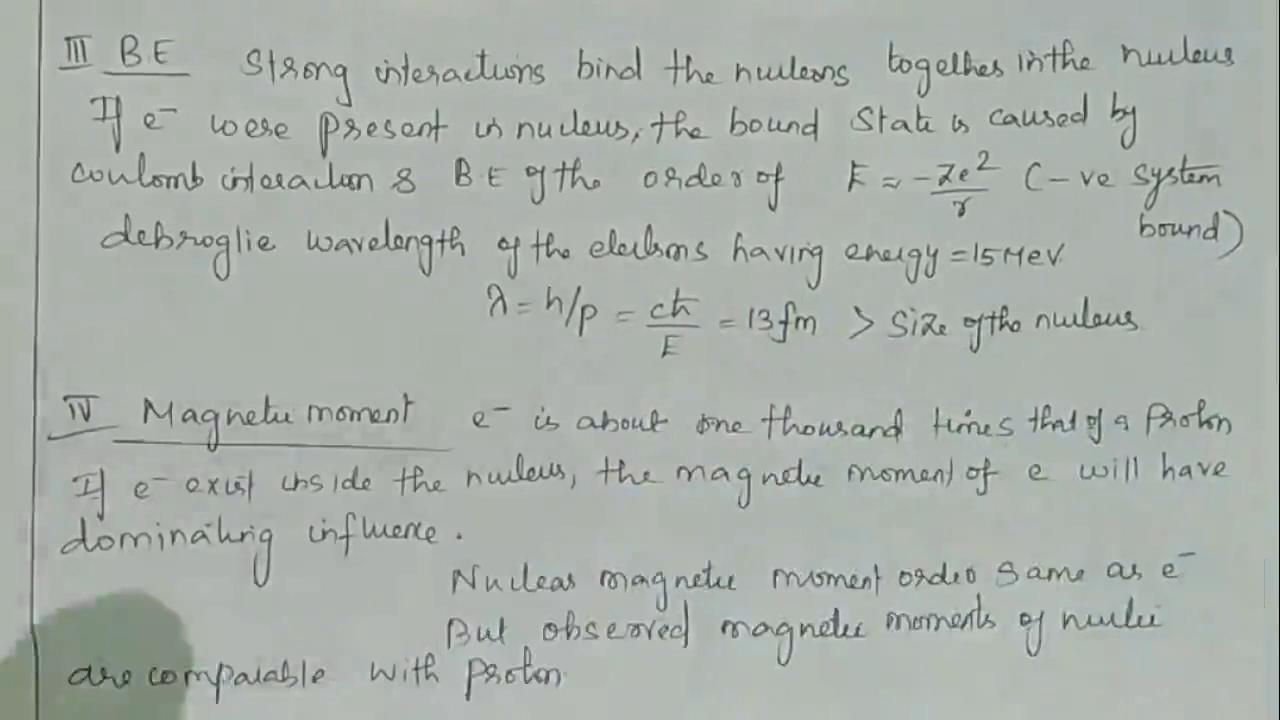 III B.E Strong interactions bind the nucleons together in the nucleus
If e⁻ were present in nucleus, the bound state is caused by
coulomb interaction & B E of the order of E ≈ -Ze²/r (-ve system
bound)
debroglie wavelength of the electrons having energy = 15 MeV.
λ = h/p = cħ/E = 13 fm > size of the nucleus
IV Magnetic moment e⁻ is about one thousand times that of a Proton
If e⁻ exist inside the nucleus, the magnetic moment of e will have
dominating influence.
Nuclear magnetic moment order same as e⁻
But observed magnetic moments of nuclei
are comparable with proton